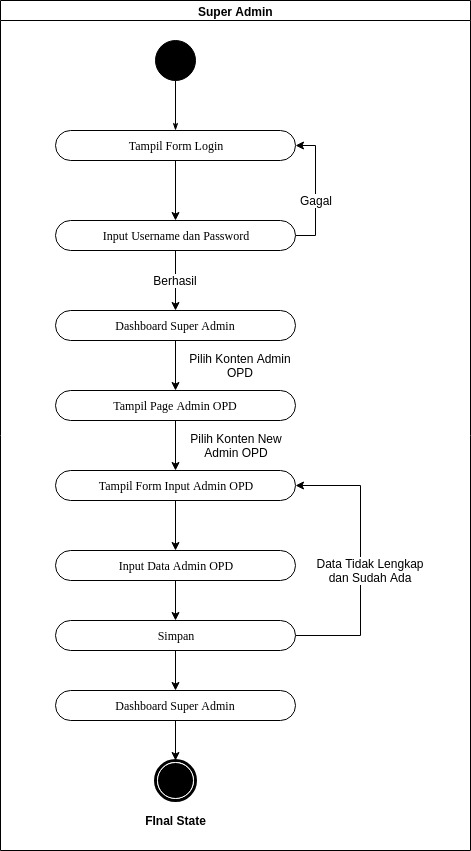 Super Admin
Tampil Form Login
Gagal
Input Username dan Password
Berhasil
Dashboard Super Admin
Pilih Konten Admin
OPD
Tampil Page Admin OPD
Pilih Konten New
Admin OPD
Tampil Form Input Admin OPD
Input Data Admin OPD
Data Tidak Lengkap
dan Sudah Ada
Simpan
Dashboard Super Admin
FInal State